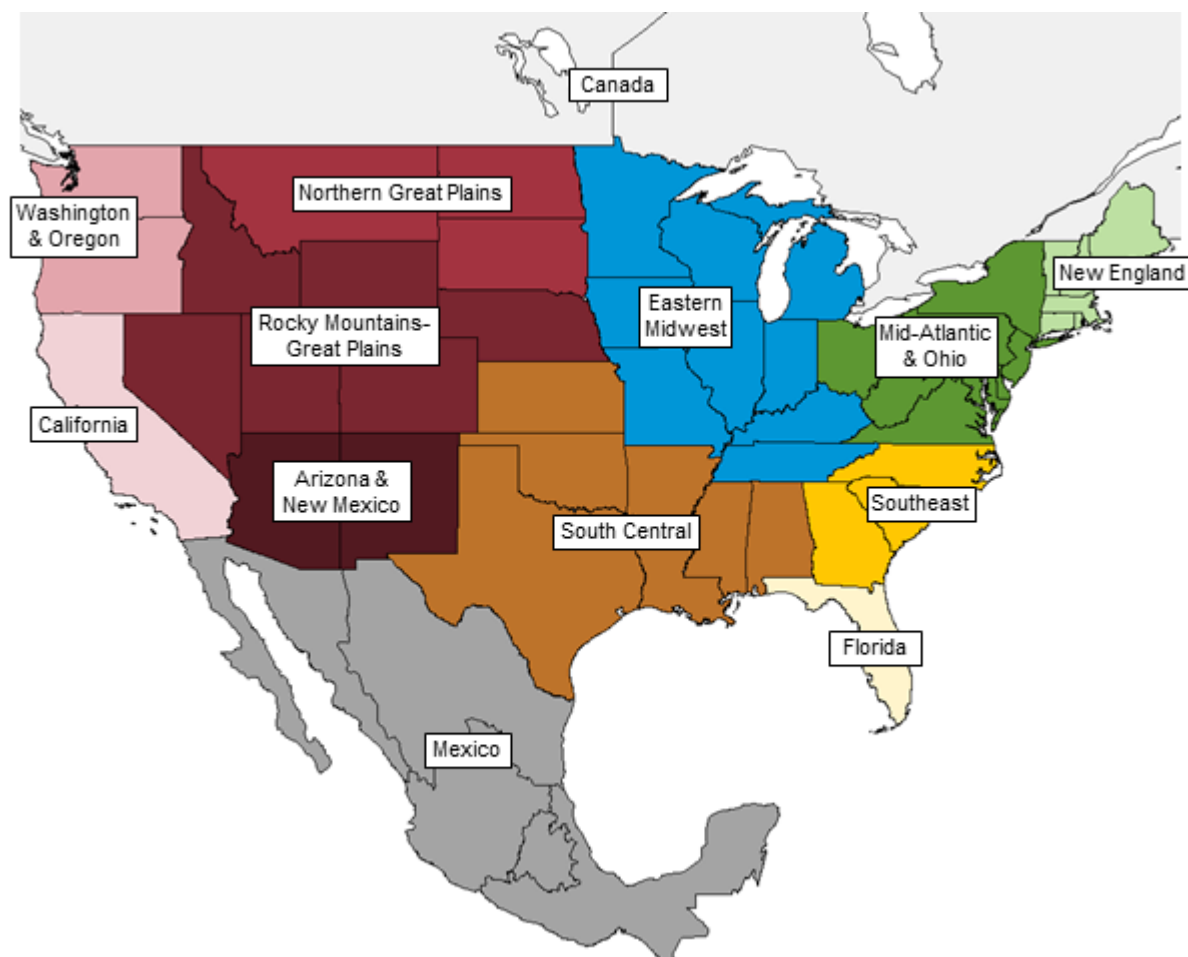 Canada
Northern Great Plains
Washington
& Oregon
New England
Rocky Mountains-
Great Plains
Eastern
Midwest
Mid-Atlantic
& Ohio
California
Arizona &
New Mexico
South Central
Southeast
Florida
Mexico